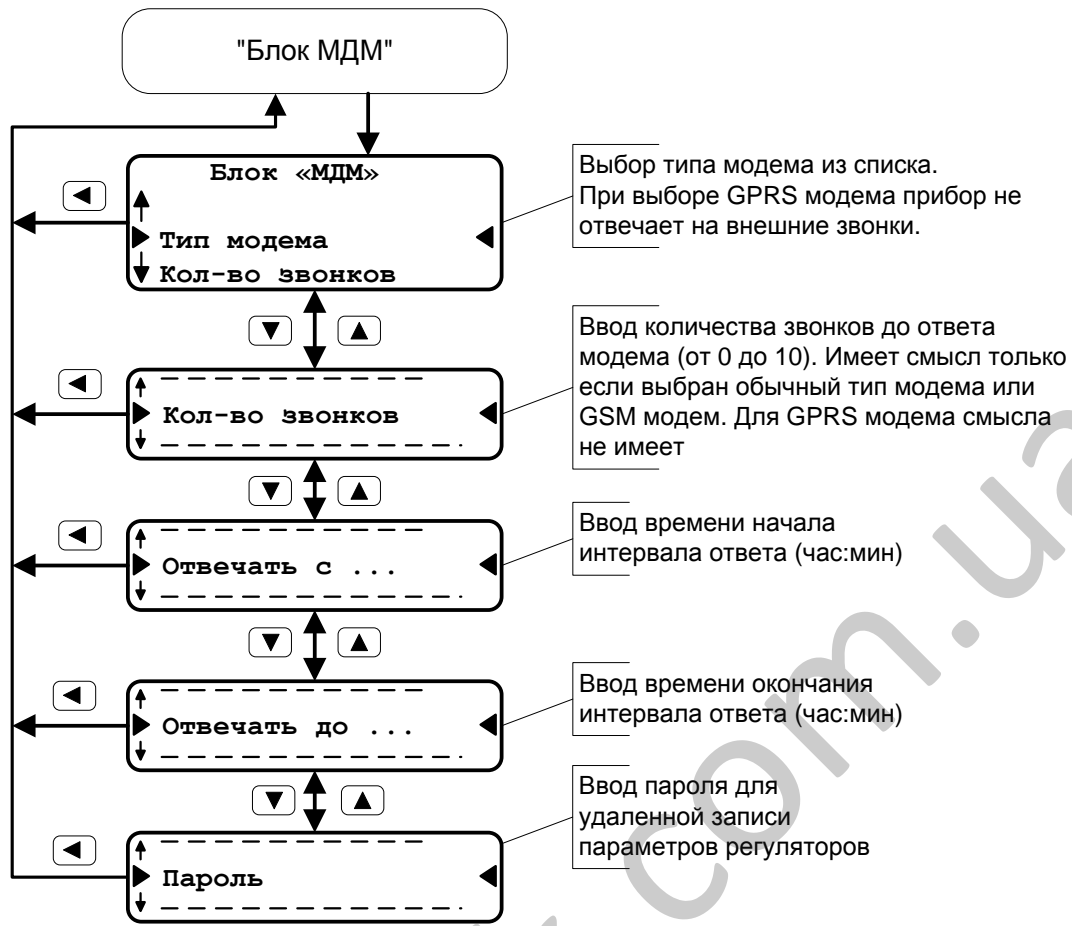 "Блок МДМ"
Блок «МДМ»
Тип модема
Кол-во звонков
Выбор типа модема из списка.
При выборе GPRS модема прибор не
отвечает на внешние звонки.
Кол-во звонков
Ввод количества звонков до ответа
модема (от 0 до 10). Имеет смысл только
если выбран обычный тип модема или
GSM модем. Для GPRS модема смысла
не имеет
Отвечать с ...
Ввод времени начала
интервала ответа (час:мин)
Отвечать до ...
Ввод времени окончания
интервала ответа (час:мин)
Пароль
Ввод пароля для
удаленной записи
параметров регуляторов
com.ua